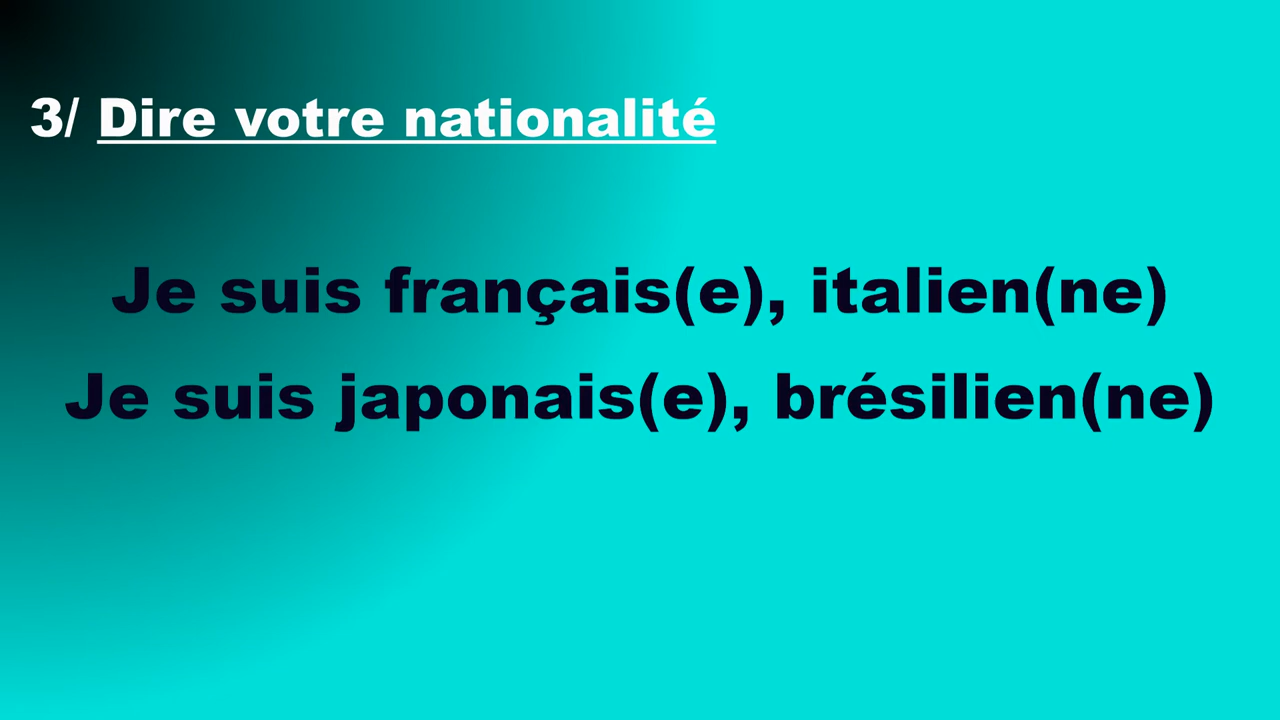 3/ Dire votre nationalité
Je suis français(e), italien(ne)
Je suis japonais(e), brésilien(ne)